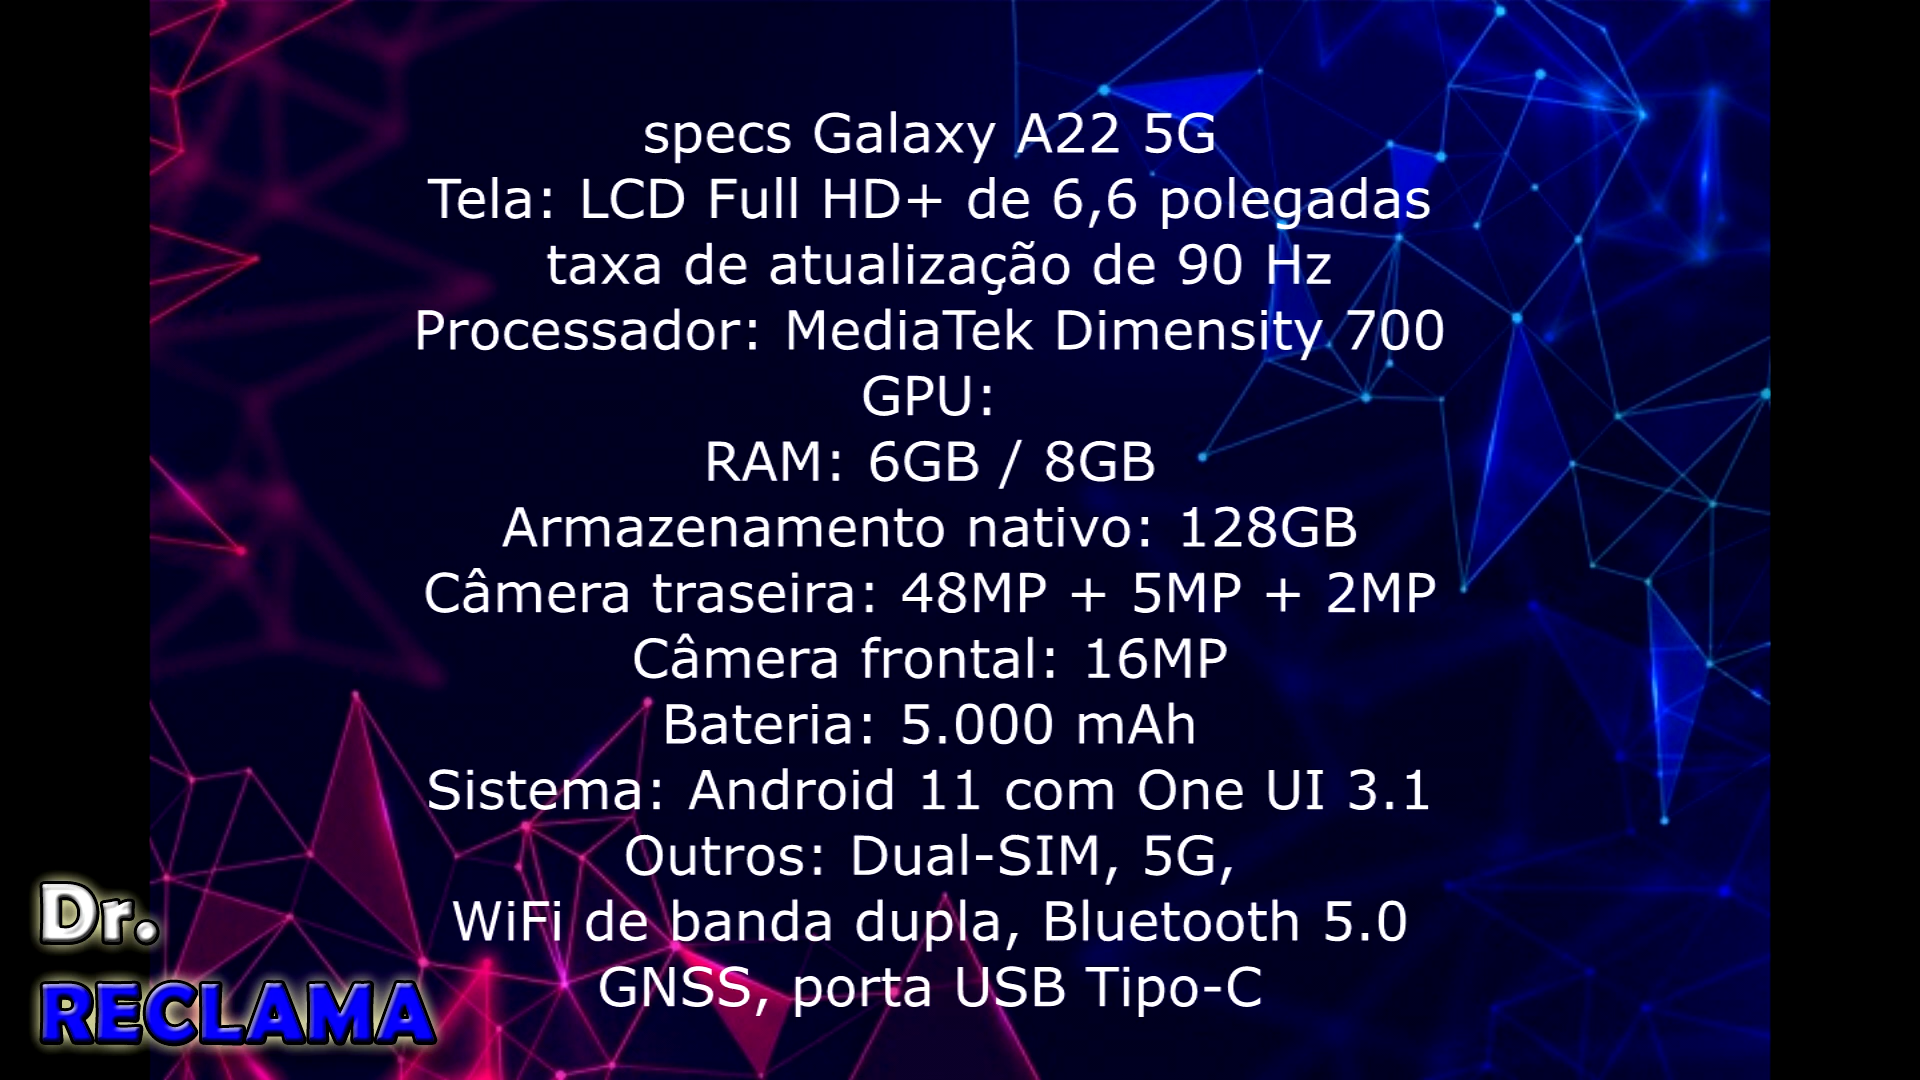 specs Galaxy A22 5G
Tela: LCD Full HD+ de 6,6 polegadas
taxa de atualização de 90 Hz
Processador: MediaTek Dimensity 700
GPU:
RAM: 6GB / 8GB
Armazenamento nativo: 128GB
Câmera traseira: 48MP + 5MP + 2MP
Câmera frontal: 16MP
Bateria: 5.000 mAh
Sistema: Android 11 com One UI 3.1
Outros: Dual-SIM, 5G,
WiFi de banda dupla, Bluetooth 5.0
GNSS, porta USB Tipo-C
Dr.
RECLAMA